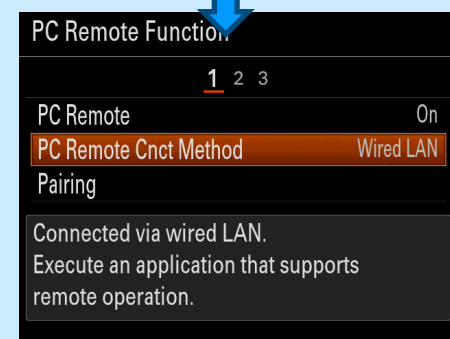 PC Remote Function
1 2 3
PC Remote On
PC Remote Cnct Method Wired LAN
Pairing
Connected via wired LAN.
Execute an application that supports
remote operation.